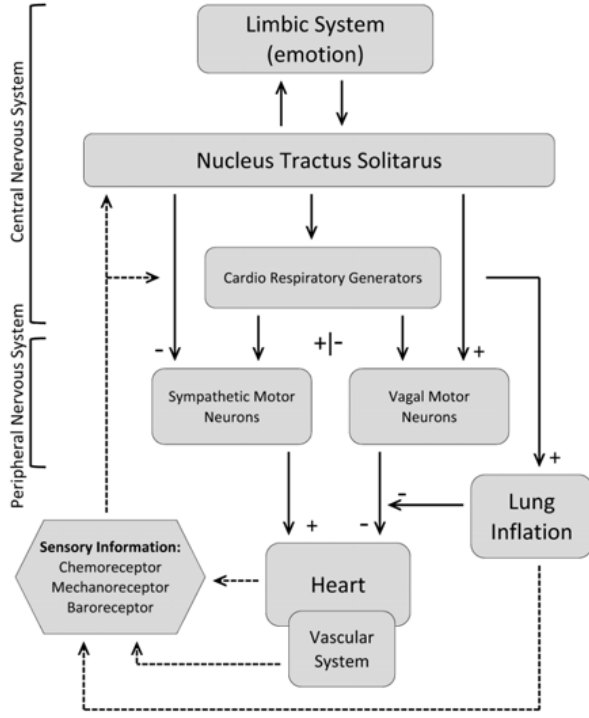 Limbic System
(emotion)
Central Nervous System
Nucleus Tractus Solitarus
Cardio Respiratory Generators
-
+|-
+
Peripheral Nervous System
Sympathetic Motor
Neurons
Vagal Motor
Neurons
+
-
+
-
Lung
Inflation
Sensory Information:
Chemoreceptor
Mechanoreceptor
Baroreceptor
Heart
Vascular
System